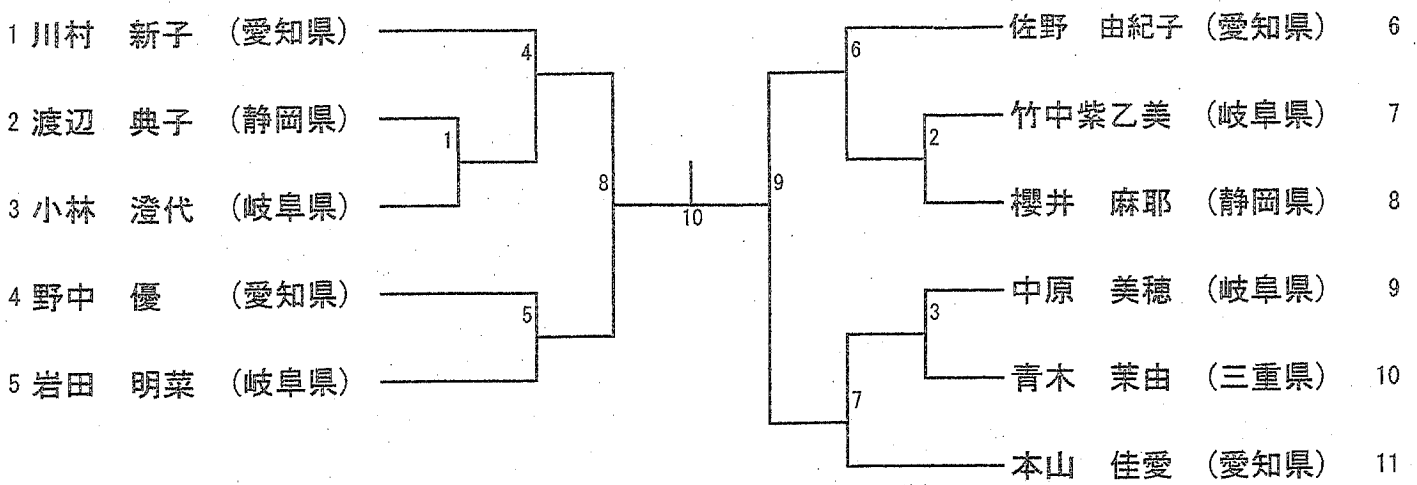 1 川村 新子 (愛知県)
2 渡辺 典子 (静岡県)
3 小林 澄代 (岐阜県)
4 野中 優 (愛知県)
5 岩田 明菜 (岐阜県)
4
1
5
8
10
9
6
2
3
7
佐野 由紀子 (愛知県) 6
竹中紫乙美 (岐阜県) 7
櫻井 麻耶 (静岡県) 8
中原 美穂 (岐阜県) 9
青木 茉由 (三重県) 10
本山 佳愛 (愛知県) 11